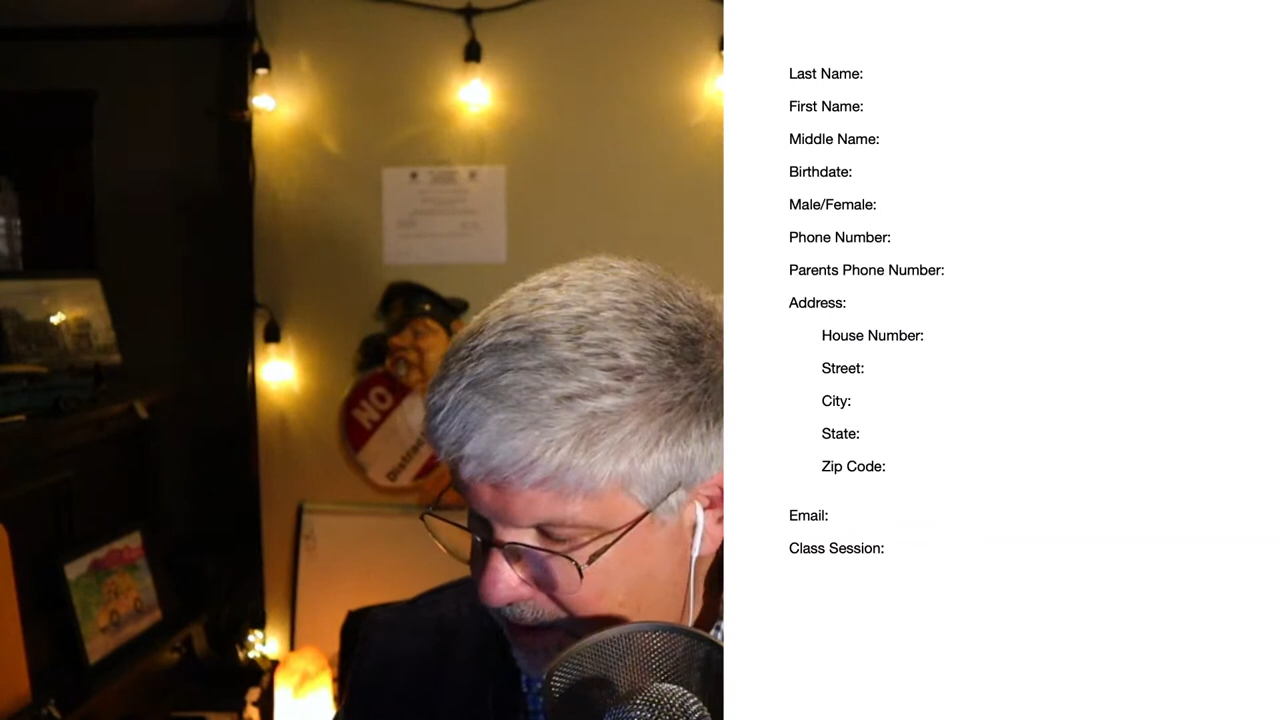 NO
Last Name:
First Name:
Middle Name:
Birthdate:
Male/Female:
Phone Number:
Parents Phone Number:
Address:
House Number:
Street:
City:
State:
Zip Code:
Email:
Class Session: